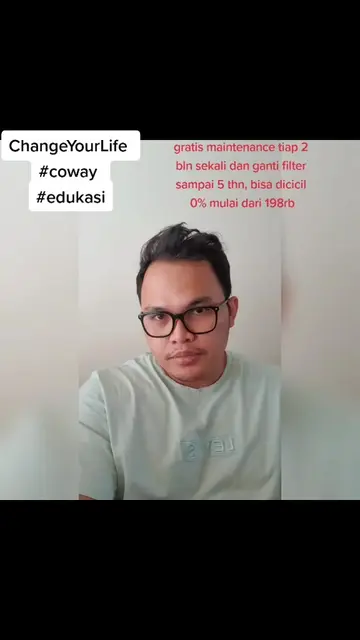 ChangeYourLife
#coway
#edukasi
gratis maintenance tiap 2
bln sekali dan ganti filter
sampai 5 thn, bisa dicicil
0% mulai dari 198rb